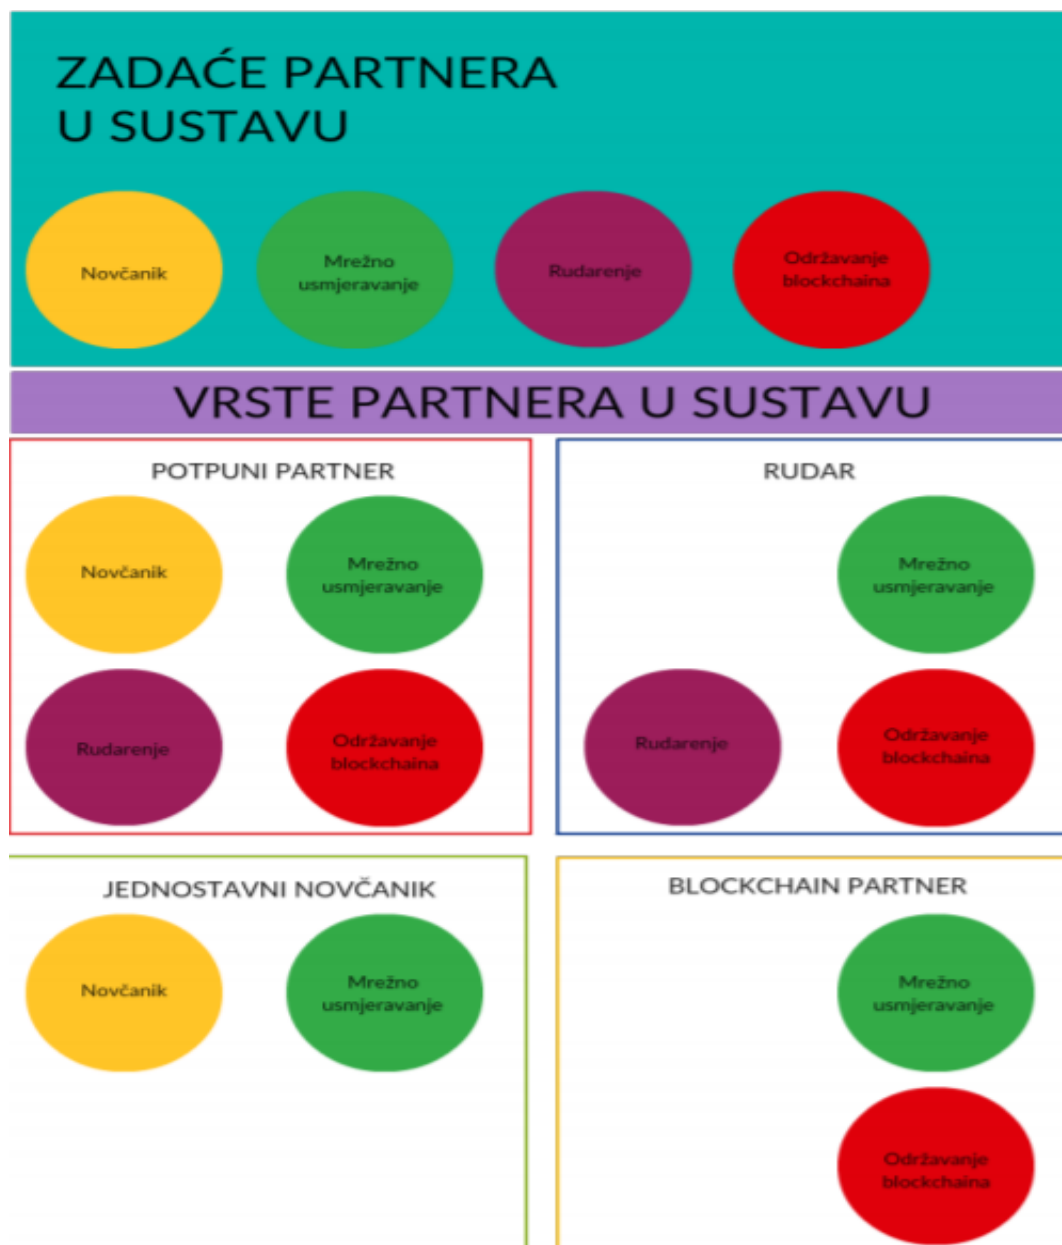 ZADAĆE PARTNERA
U SUSTAVU
Novčanik
Mrežno
usmjeravanje
Rudarenje
Održavanje
blockchaina
VRSTE PARTNERA U SUSTAVU
POTPUNI PARTNER
Novčanik
Mrežno
usmjeravanje
Rudarenje
Održavanje
blockchaina
RUDAR
Mrežno
usmjeravanje
Rudarenje
Održavanje
blockchaina
JEDNOSTAVNI NOVČANIK
Novčanik
Mrežno
usmjeravanje
BLOCKCHAIN PARTNER
Mrežno
usmjeravanje
Održavanje
blockchaina